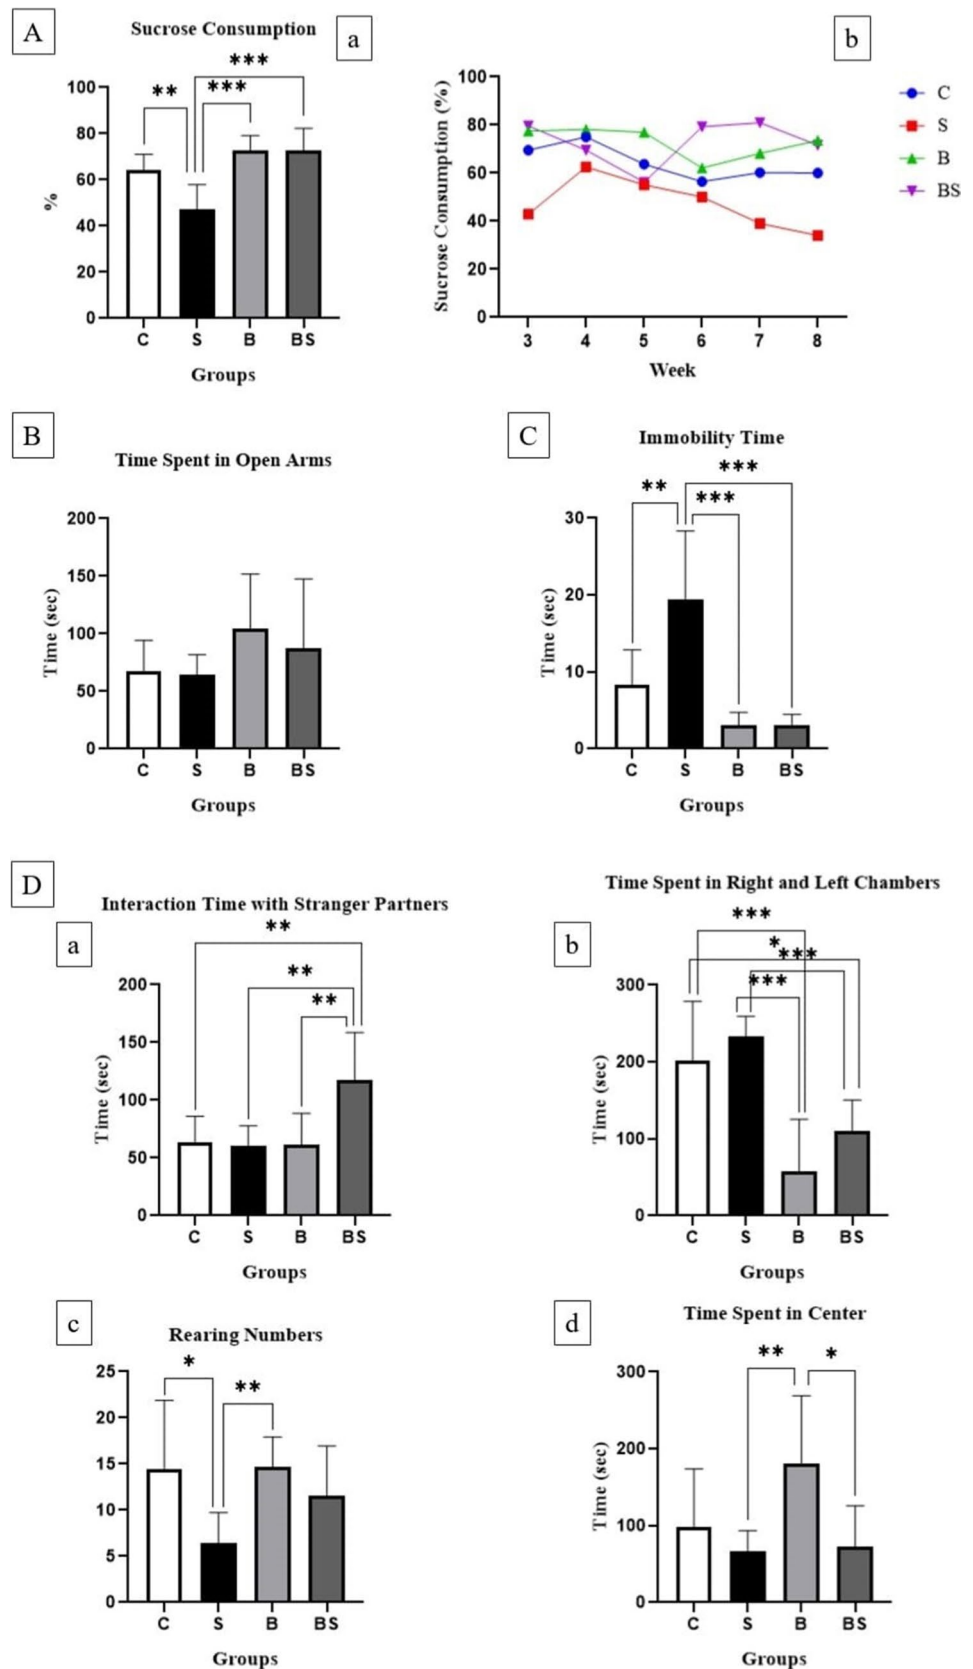 A
Sucrose Consumption
a
**
***
***
100
80
60
40
20
0
%
C S B BS
Groups
b
100
80
60
40
20
0
Sucrose Consumption (%)
3 4 5 6 7 8
Week
C
S
B
BS
B
Time Spent in Open Arms
200
150
100
50
0
Time (sec)
C S B BS
Groups
C
Immobility Time
***
**
***
30
20
10
0
Time (sec)
C S B BS
Groups
D
Interaction Time with Stranger Partners
a
**
**
**
200
150
100
50
0
Time (sec)
C S B BS
Groups
Time Spent in Right and Left Chambers
b
***
*
***
***
300
200
100
0
Time (sec)
C S B BS
Groups
c
Rearing Numbers
*
**
25
20
15
10
5
0
C S B BS
Groups
d
Time Spent in Center
**
*
300
200
100
0
Time (sec)
C S B BS
Groups